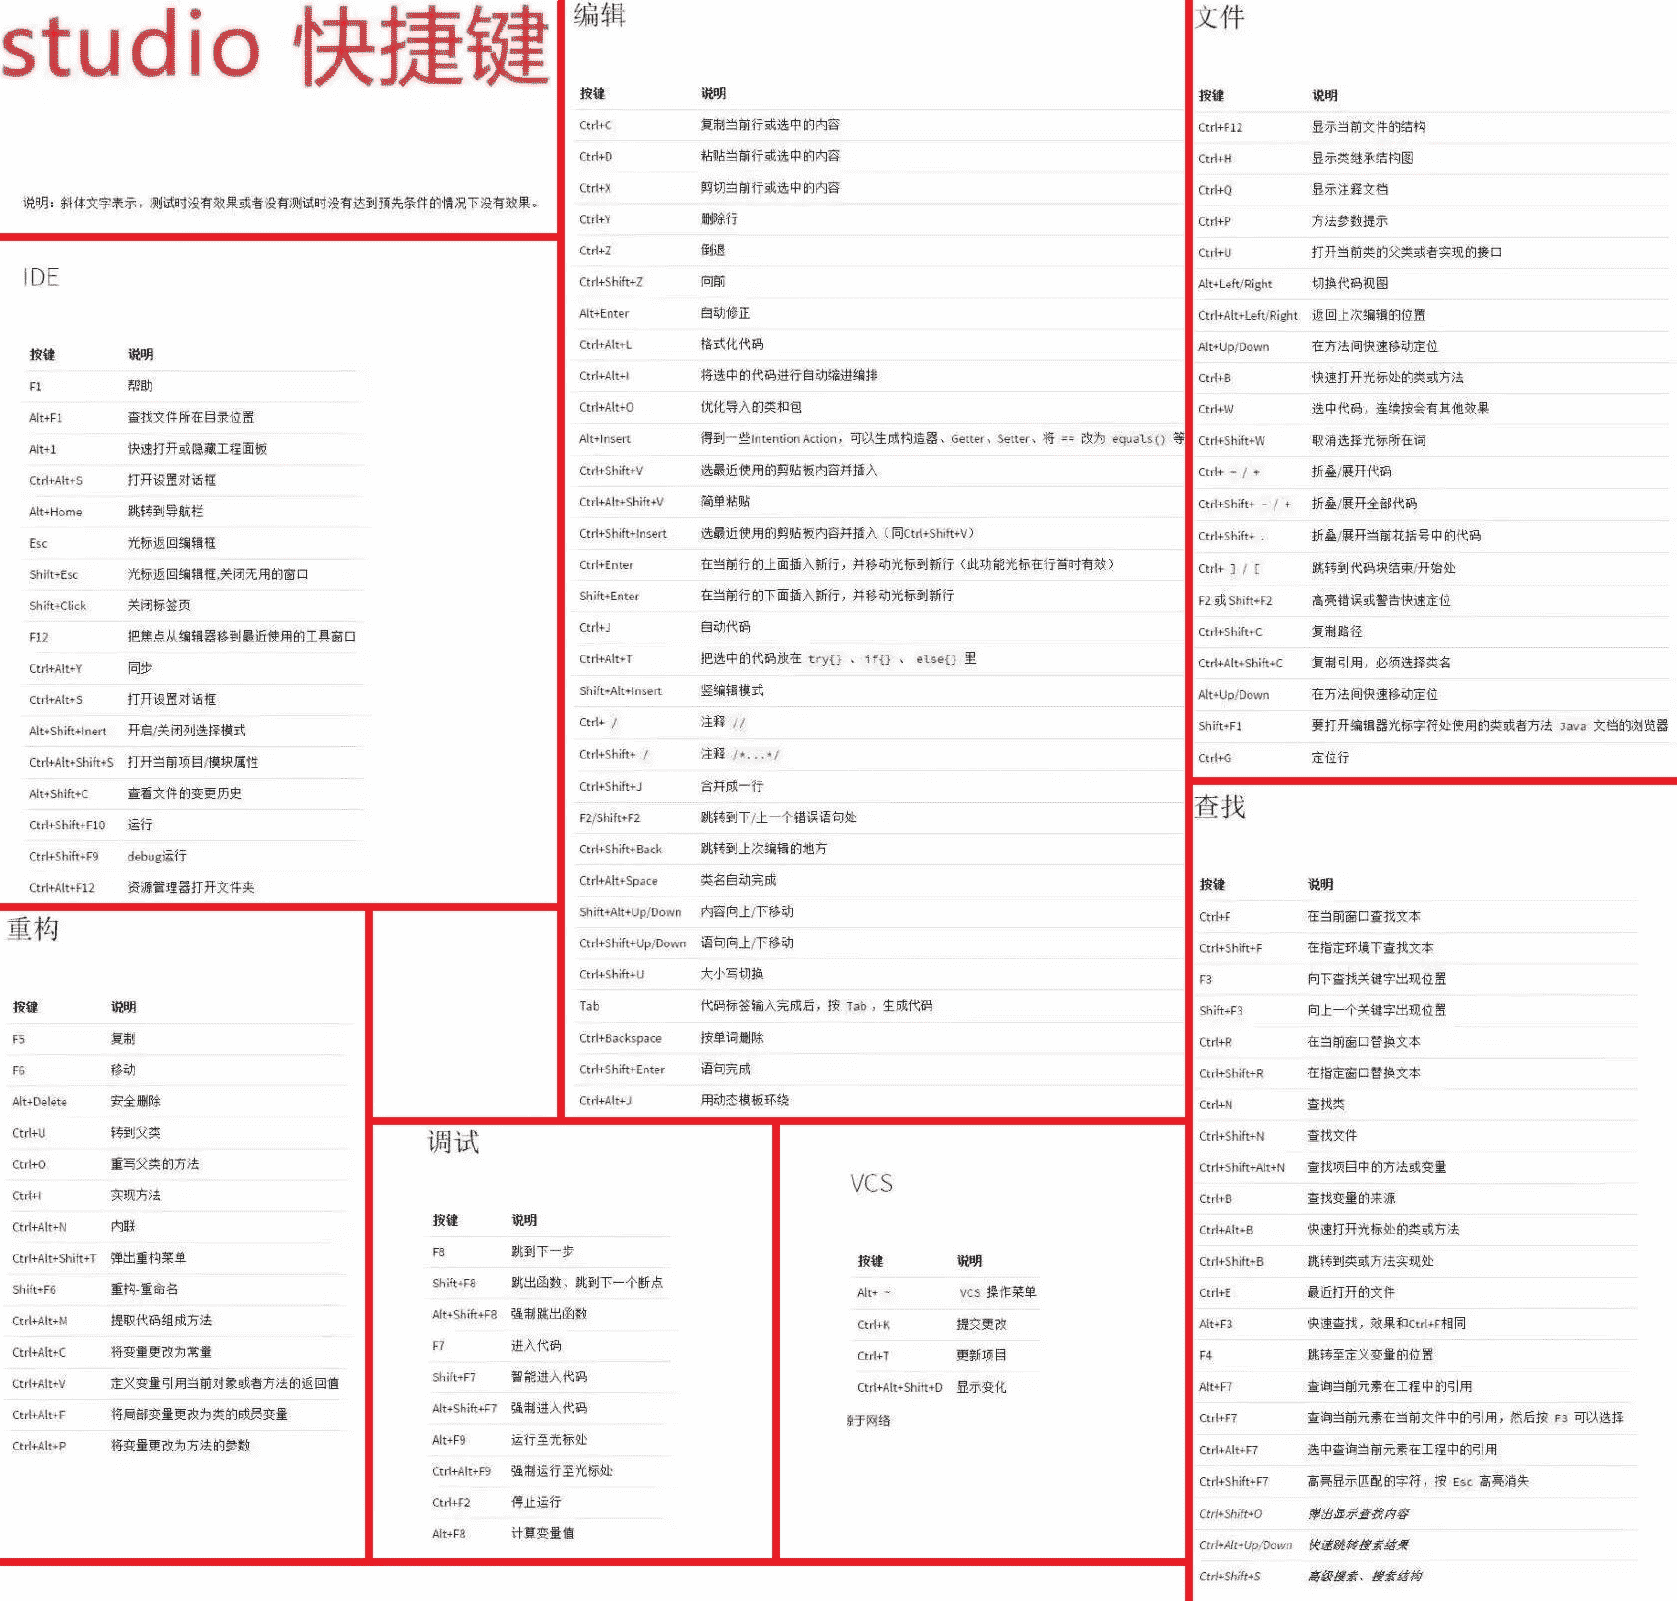 studio 快捷键
说明：斜体文字表示，测试时没有效果或者没有测试时没有达到预先条件的情况下没有效果。
IDE
按键 说明
F1 帮助
Alt+F1 查找文件所在目录位置
Alt+1 快速打开或隐藏工程面板
Ctrl+Alt+S 打开设置对话框
Alt+Home 跳转到导航栏
Esc 光标返回编辑框
Shift+Esc 光标返回编辑框,关闭无用的窗口
Shift+Click 关闭标签页
F12 把焦点从编辑器移到最近使用的工具窗口
Ctrl+Alt+Y 同步
Ctrl+Alt+S 打开设置对话框
Alt+Shift+Inert 开启/关闭列选择模式
Ctrl+Alt+Shift+S 打开当前项目/模块属性
Alt+Shift+C 查看文件的变更历史
Ctrl+Shift+F10 运行
Ctrl+Shift+F9 debug运行
Ctrl+Alt+F12 资源管理器打开文件夹
重构
按键 说明
F5 复制
F6 移动
Alt+Delete 安全删除
Ctrl+U 转到父类
Ctrl+O 重写父类的方法
Ctrl+I 实现方法
Ctrl+Alt+N 内联
Ctrl+Alt+Shift+T 弹出重构菜单
Shift+F6 重构-重命名
Ctrl+Alt+M 提取代码组成方法
Ctrl+Alt+C 将变量更改为常量
Ctrl+Alt+V 定义变量引用当前对象或者方法的返回值
Ctrl+Alt+F 将局部变量更改为类的成员变量
Ctrl+Alt+P 将变量更改为方法的参数
编辑
按键 说明
Ctrl+C 复制当前行或选中的内容
Ctrl+D 粘贴当前行或选中的内容
Ctrl+X 剪切当前行或选中的内容
Ctrl+Y 删除行
Ctrl+Z 倒退
Ctrl+Shift+Z 向前
Alt+Enter 自动修正
Ctrl+Alt+L 格式化代码
Ctrl+Alt+I 将选中的代码进行自动缩进编排
Ctrl+Alt+O 优化导入的类和包
Alt+Insert 得到一些Intention Action，可以生成构造器、Getter、Setter、将 == 改为 equals() 等
Ctrl+Shift+V 选最近使用的剪贴板内容并插入
Ctrl+Alt+Shift+V 简单粘贴
Ctrl+Shift+Insert 选最近使用的剪贴板内容并插入（同Ctrl+Shift+V）
Ctrl+Enter 在当前行的上面插入新行，并移动光标到新行（此功能光标在行首时有效）
Shift+Enter 在当前行的下面插入新行，并移动光标到新行
Ctrl+J 自动代码
Ctrl+Alt+T 把选中的代码放在 try{} 、 if{} 、 else{} 里
Shift+Alt+Insert 竖编辑模式
Ctrl+ / 注释 //
Ctrl+Shift+ / 注释 /*...*/
Ctrl+Shift+J 合并成一行
F2/Shift+F2 跳转到下/上一个错误语句处
Ctrl+Shift+Back 跳转到上次编辑的地方
Ctrl+Alt+Space 类名自动完成
Shift+Alt+Up/Down 内容向上/下移动
Ctrl+Shift+Up/Down 语句向上/下移动
Ctrl+Shift+U 大小写切换
Tab 代码标签输入完成后，按 Tab ，生成代码
Ctrl+Backspace 按单词删除
Ctrl+Shift+Enter 语句完成
Ctrl+Alt+J 用动态模板环绕
调试
按键 说明
F8 跳到下一步
Shift+F8 跳出函数、跳到下一个断点
Alt+Shift+F8 强制跳出函数
F7 进入代码
Shift+F7 智能进入代码
Alt+Shift+F7 强制进入代码
Alt+F9 运行至光标处
Ctrl+Alt+F9 强制运行至光标处
Ctrl+F2 停止运行
Alt+F8 计算变量值
VCS
按键 说明
Alt+ ~ VCS 操作菜单
Ctrl+K 提交更改
Ctrl+T 更新项目
Ctrl+Alt+Shift+D 显示变化
于网络
文件
按键 说明
Ctrl+F12 显示当前文件的结构
Ctrl+H 显示类继承结构图
Ctrl+Q 显示注释文档
Ctrl+P 方法参数提示
Ctrl+U 打开当前类的父类或者实现的接口
Alt+Left/Right 切换代码视图
Ctrl+Alt+Left/Right 返回上次编辑的位置
Alt+Up/Down 在方法间快速移动定位
Ctrl+B 快速打开光标处的类或方法
Ctrl+W 选中代码，连续按会有其他效果
Ctrl+Shift+W 取消选择光标所在词
Ctrl+ - / + 折叠/展开代码
Ctrl+Shift+ - / + 折叠/展开全部代码
Ctrl+Shift+ . 折叠/展开当前花括号中的代码
Ctrl+ ] / [ 跳转到代码块结束/开始处
F2 或 Shift+F2 高亮错误或警告快速定位
Ctrl+Shift+C 复制路径
Ctrl+Alt+Shift+C 复制引用，必须选择类名
Alt+Up/Down 在方法间快速移动定位
Shift+F1 要打开编辑器光标字符处使用的类或者方法 Java 文档的浏览器
Ctrl+G 定位行
查找
按键 说明
Ctrl+F 在当前窗口查找文本
Ctrl+Shift+F 在指定环境下查找文本
F3 向下查找关键字出现位置
Shift+F3 向上一个关键字出现位置
Ctrl+R 在当前窗口替换文本
Ctrl+Shift+R 在指定窗口替换文本
Ctrl+N 查找类
Ctrl+Shift+N 查找文件
Ctrl+Shift+Alt+N 查找项目中的方法或变量
Ctrl+B 查找变量的来源
Ctrl+Alt+B 快速打开光标处的类或方法
Ctrl+Shift+B 跳转到类或方法实现处
Ctrl+E 最近打开的文件
Alt+F3 快速查找，效果和Ctrl+F相同
F4 跳转至定义变量的位置
Alt+F7 查询当前元素在工程中的引用
Ctrl+F7 查询当前元素在当前文件中的引用，然后按 F3 可以选择
Ctrl+Alt+F7 选中查询当前元素在工程中的引用
Ctrl+Shift+F7 高亮显示匹配的字符，按 Esc 高亮消失
Ctrl+Shift+O 弹出显示查找内容
Ctrl+Alt+Up/Down 快速跳转搜索结果
Ctrl+Shift+S 高级搜索、搜索结构